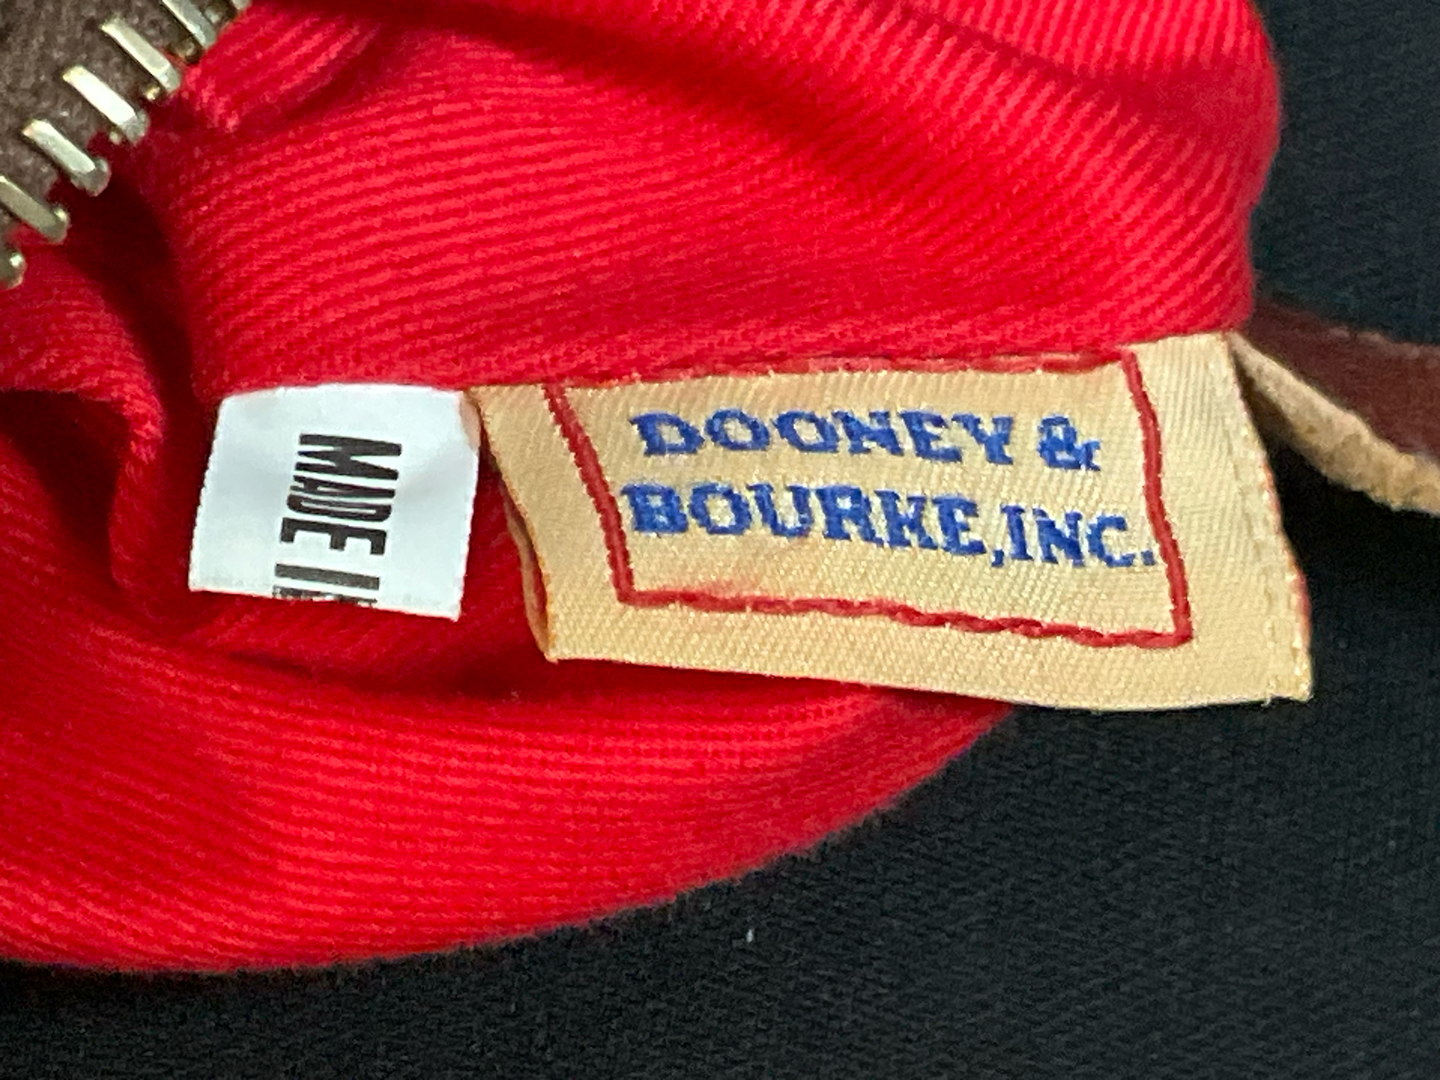 MADE I
DOONEY &
BOURKE, INC.